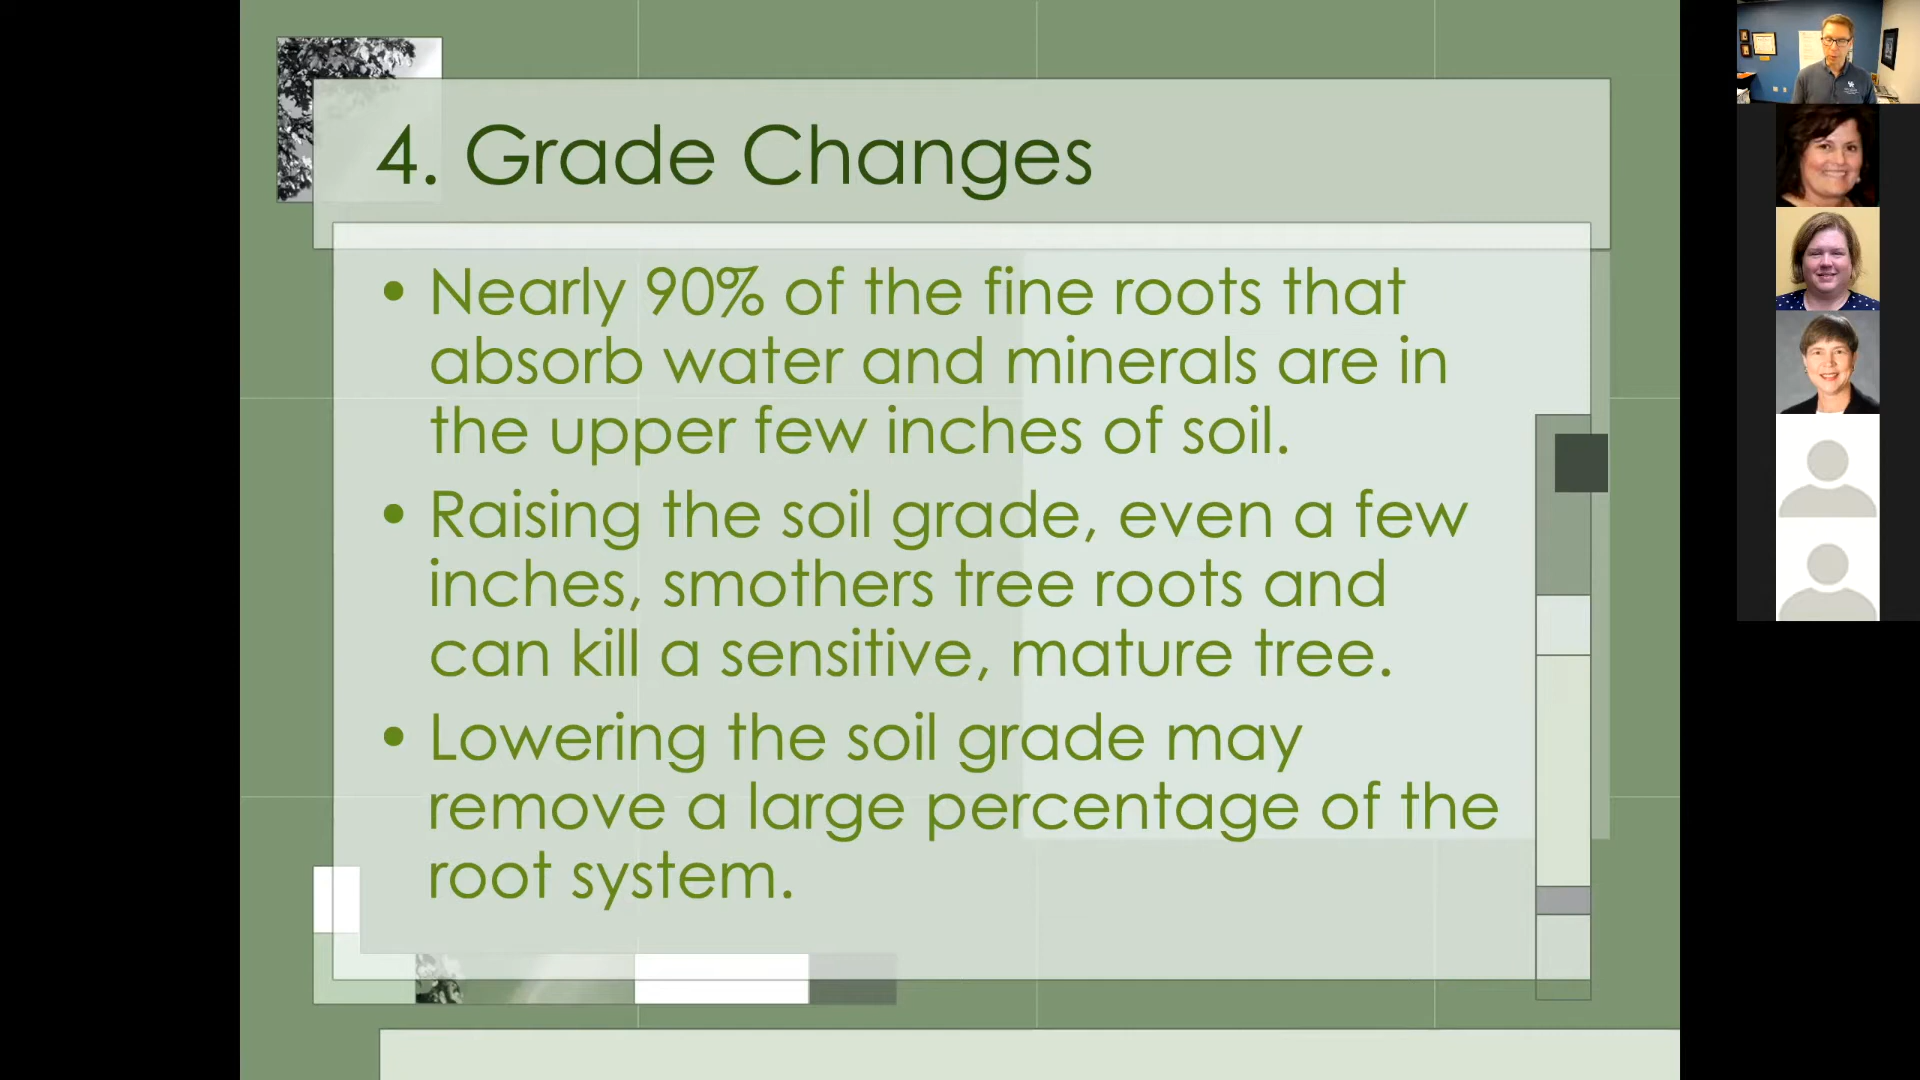 4. Grade Changes
• Nearly 90% of the fine roots that
absorb water and minerals are in
the upper few inches of soil.
• Raising the soil grade, even a few
inches, smothers tree roots and
can kill a sensitive, mature tree.
• Lowering the soil grade may
remove a large percentage of the
root system.